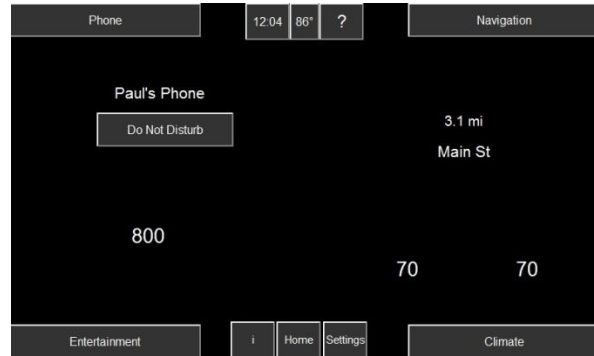 Phone
12:04
86°
?
Navigation
Paul's Phone
Do Not Disturb
3.1 mi
Main St
800
70
70
Entertainment
i
Home
Settings
Climate